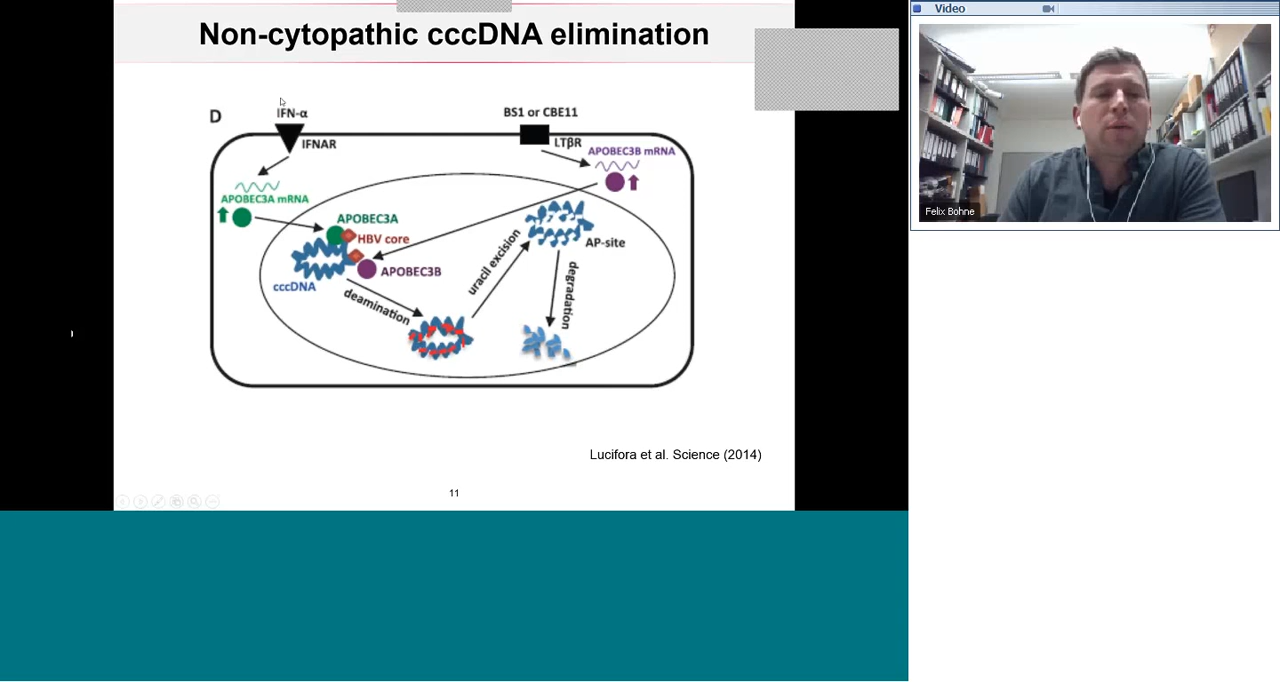 Non-cytopathic cccDNA elimination
D
IFN-α
IFNAR
APOBEC3A mRNA
BS1 or CBE11
LTβR
APOBEC3B mRNA
APOBEC3A
HBV core
APOBEC3B
cccDNA
deamination
uracil excision
AP-site
degradation
Lucifora et al. Science (2014)
11
Video
Felix Bohne